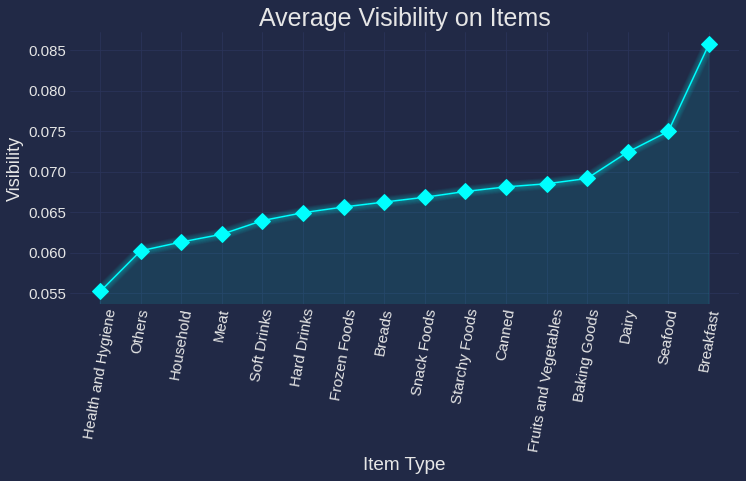 Average Visibility on Items
Visibility
0.085
0.080
0.075
0.070
0.065
0.060
0.055
Health and Hygiene
Others
Household
Meat
Soft Drinks
Hard Drinks
Frozen Foods
Breads
Snack Foods
Starchy Foods
Canned
Fruits and Vegetables
Baking Goods
Dairy
Seafood
Breakfast
Item Type